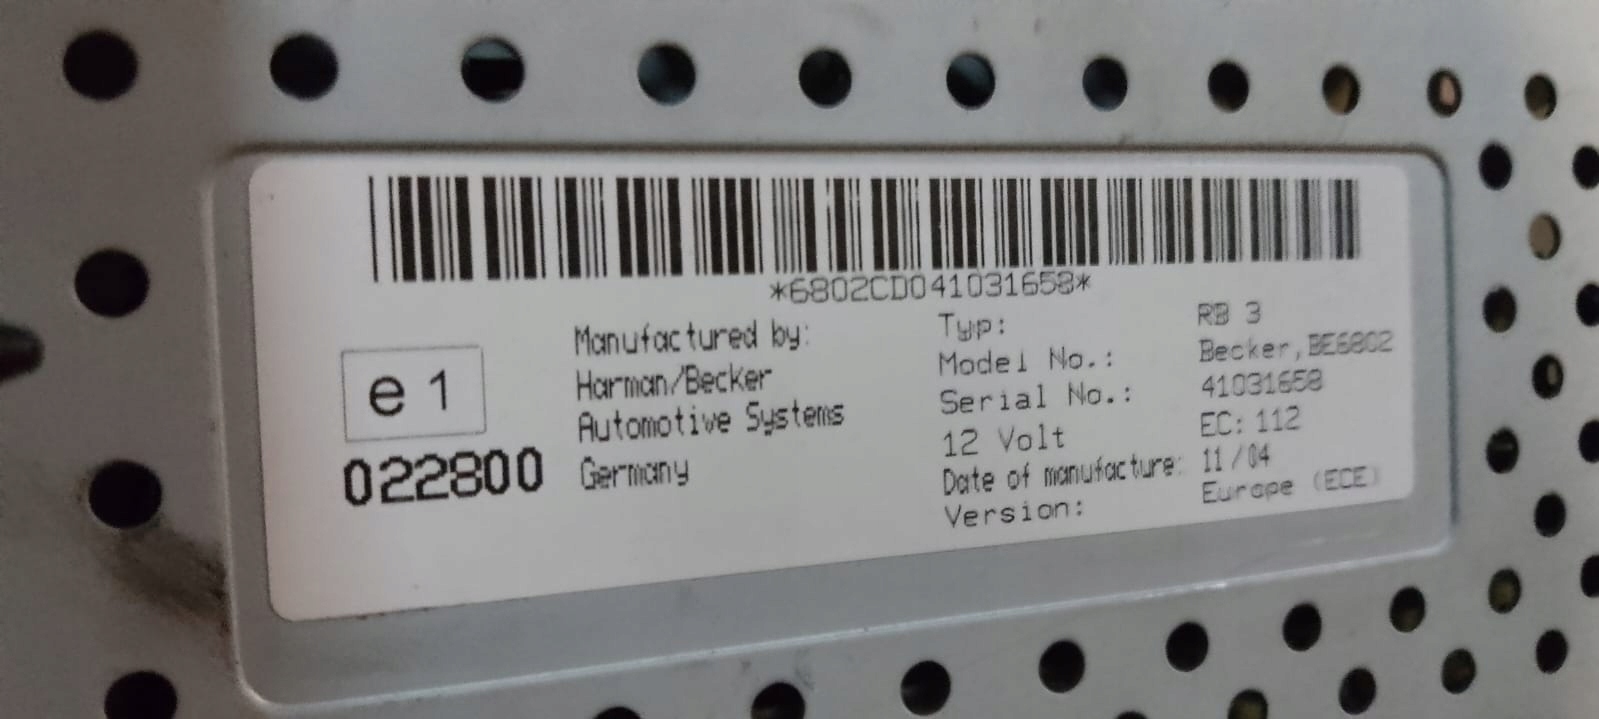 *6802CD041031658*
e 1
022800
Manufactured by:
Harman/Becker
Automotive Systems
Germany
Typ: RB 3
Model No.: Becker,BE6802
Serial No.: 41031658
12 Volt EC: 112
Date of manufacture: 11/04
Version: Europe (ECE)